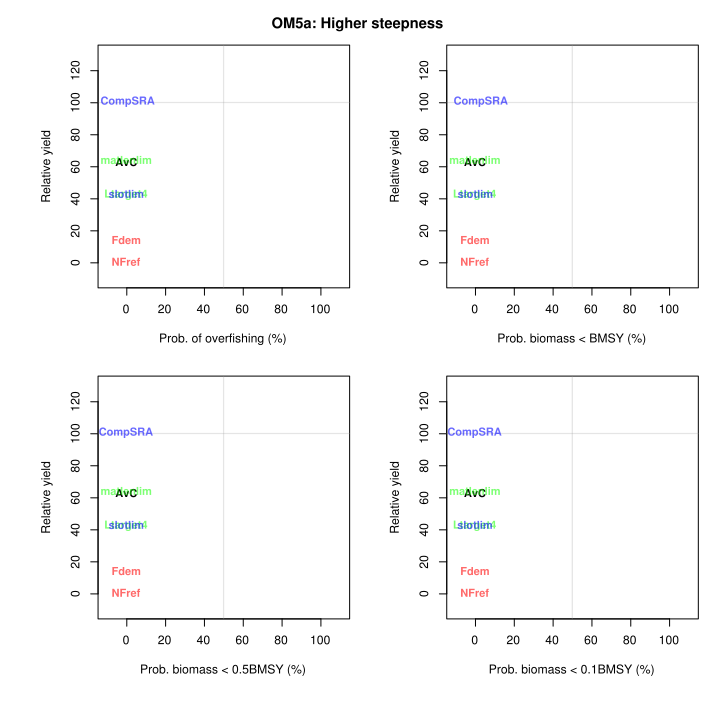 OM5a: Higher steepness
Relative yield
0 20 40 60 80 100 120
CompSRA
AvC
slotlim
Fdem
NFref
0 20 40 60 80 100
Prob. of overfishing (%)
Relative yield
0 20 40 60 80 100 120
CompSRA
AvC
slotlim
Fdem
NFref
0 20 40 60 80 100
Prob. biomass < BMSY (%)
Relative yield
0 20 40 60 80 100 120
CompSRA
AvC
slotlim
Fdem
NFref
0 20 40 60 80 100
Prob. biomass < 0.5BMSY (%)
Relative yield
0 20 40 60 80 100 120
CompSRA
AvC
slotlim
Fdem
NFref
0 20 40 60 80 100
Prob. biomass < 0.1BMSY (%)